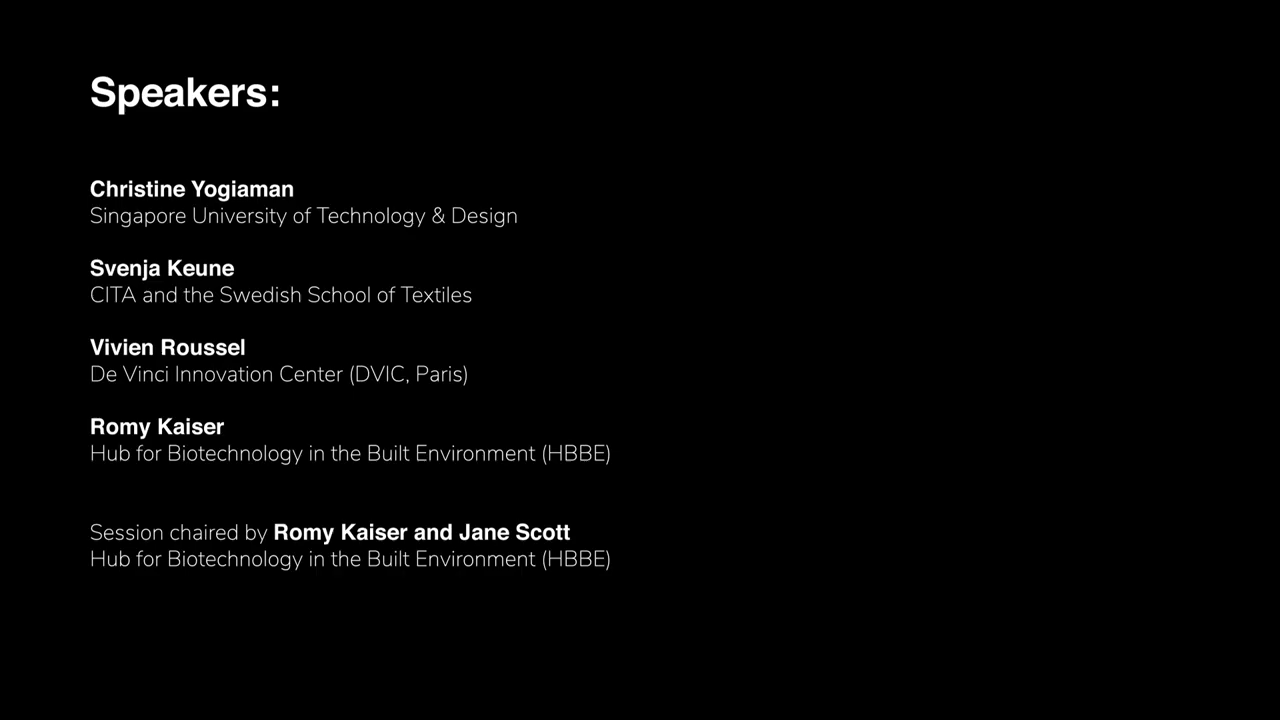 Speakers:
Christine Yogiaman
Singapore University of Technology & Design
Svenja Keune
CITA and the Swedish School of Textiles
Vivien Roussel
De Vinci Innovation Center (DVIC, Paris)
Romy Kaiser
Hub for Biotechnology in the Built Environment (HBBE)
Session chaired by Romy Kaiser and Jane Scott
Hub for Biotechnology in the Built Environment (HBBE)